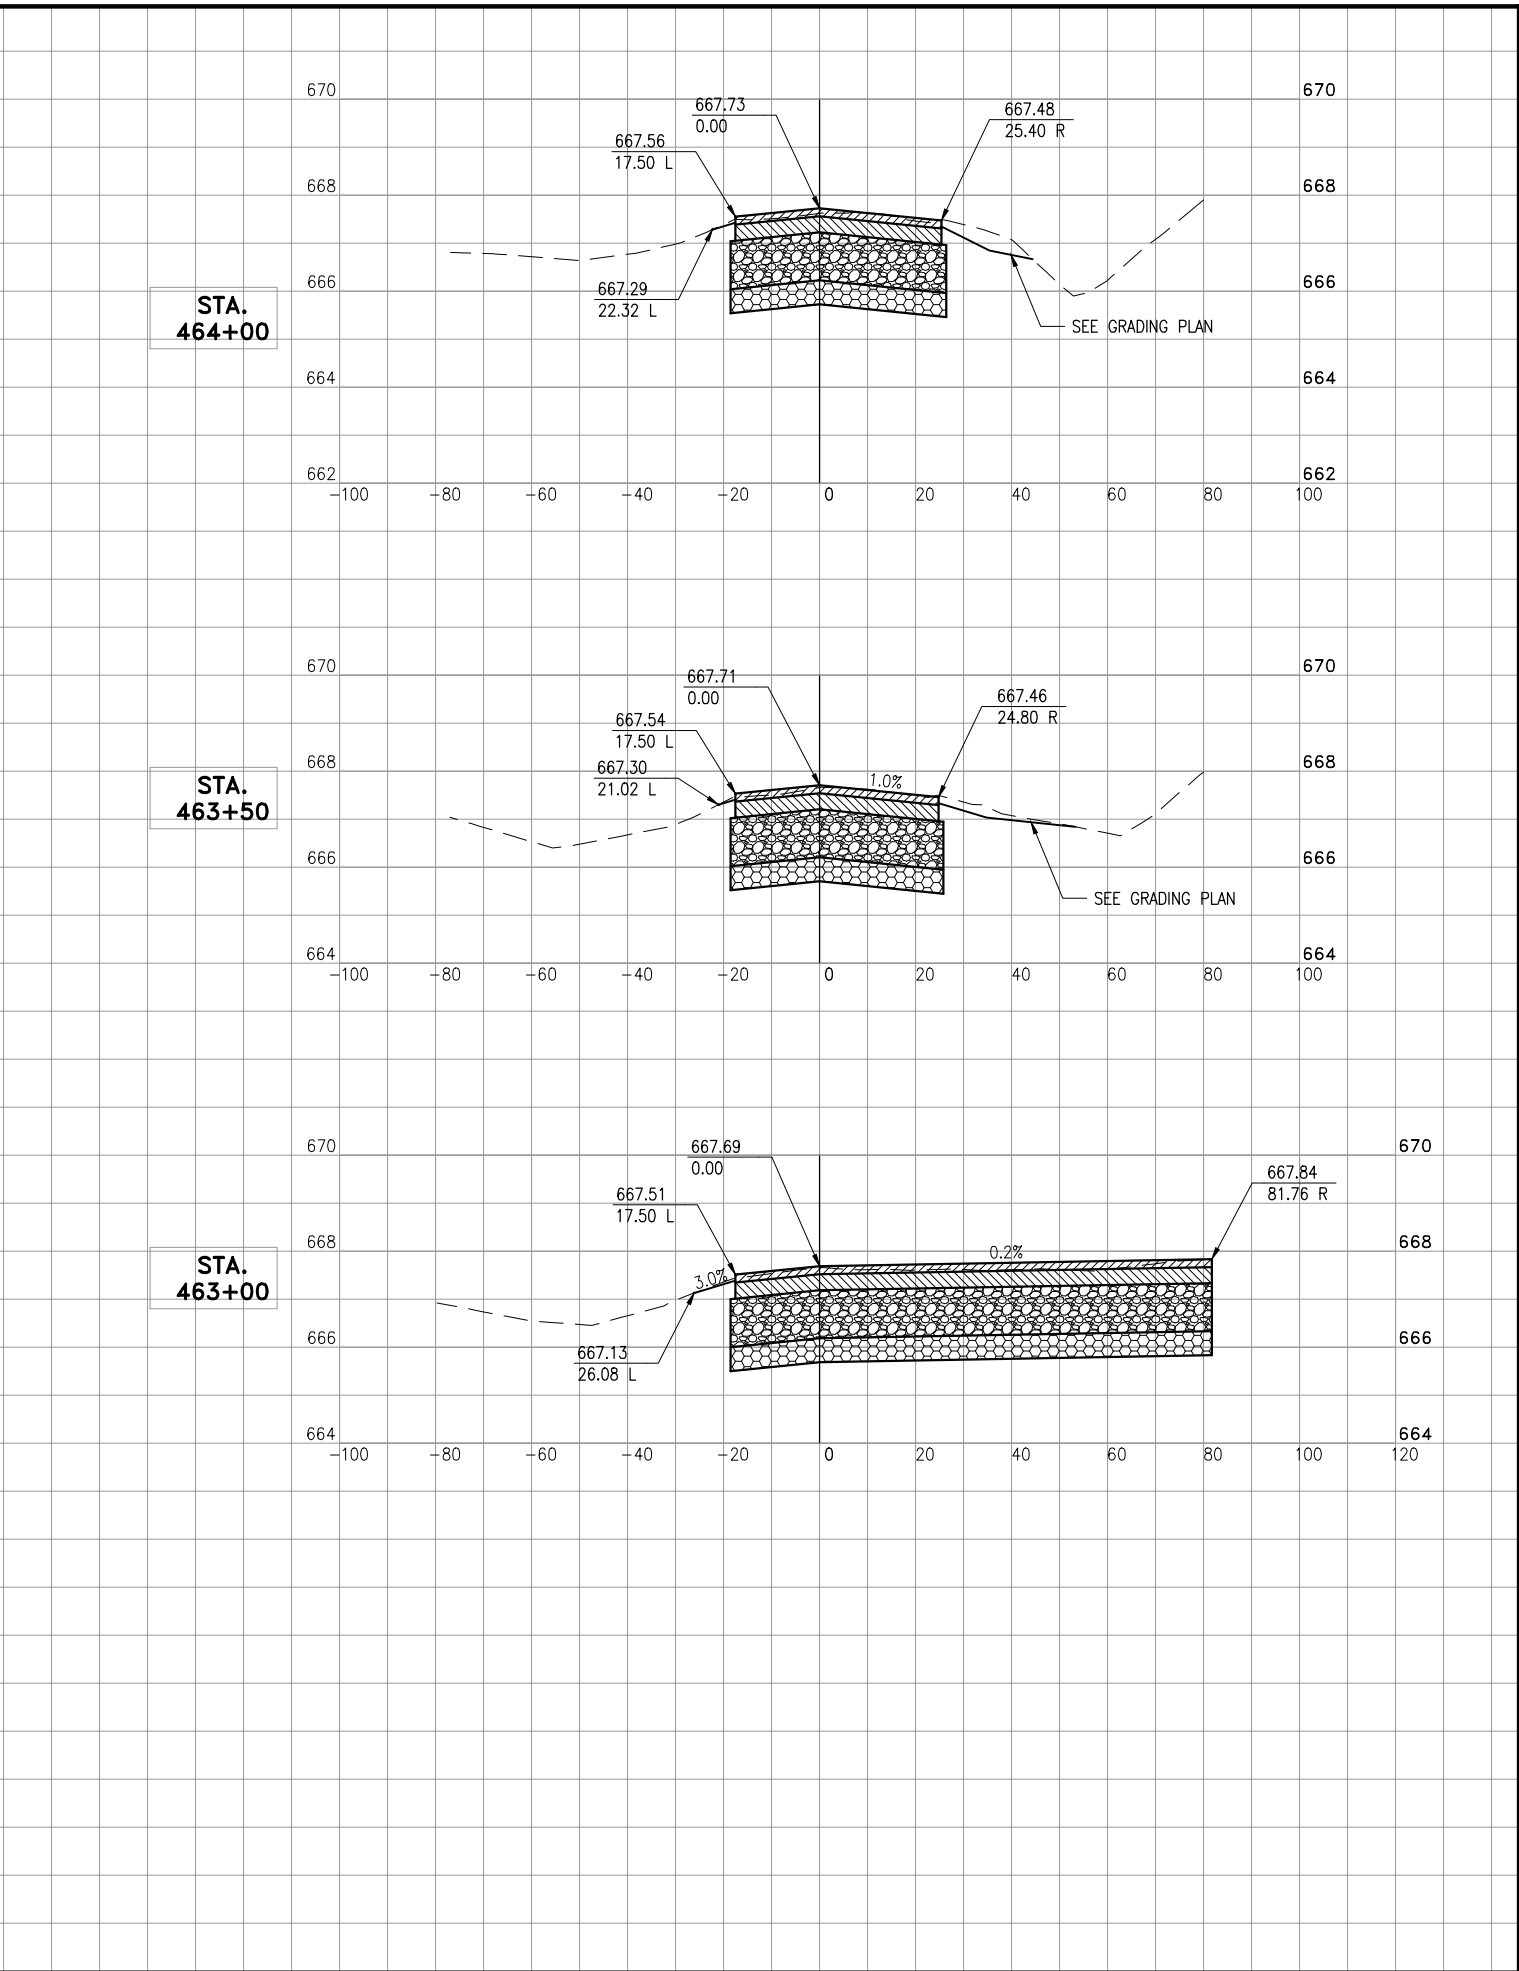 670 670
667.73
0.00
667.48
25.40 R
667.56
17.50 L
668 668
667.29
22.32 L
666 666
STA.
464+00
SEE GRADING PLAN
664 664
662 662
-100 -80 -60 -40 -20 0 20 40 60 80 100
670 670
667.71
0.00
667.46
24.80 R
667.54
17.50 L
668 668
667.30
21.02 L
1.0%
STA.
463+50
666 666
SEE GRADING PLAN
664 664
-100 -80 -60 -40 -20 0 20 40 60 80 100
670 670
667.69
0.00
667.84
81.76 R
667.51
17.50 L
668 668
0.2%
3.0%
STA.
463+00
666 666
667.13
26.08 L
664 664
-100 -80 -60 -40 -20 0 20 40 60 80 100 120